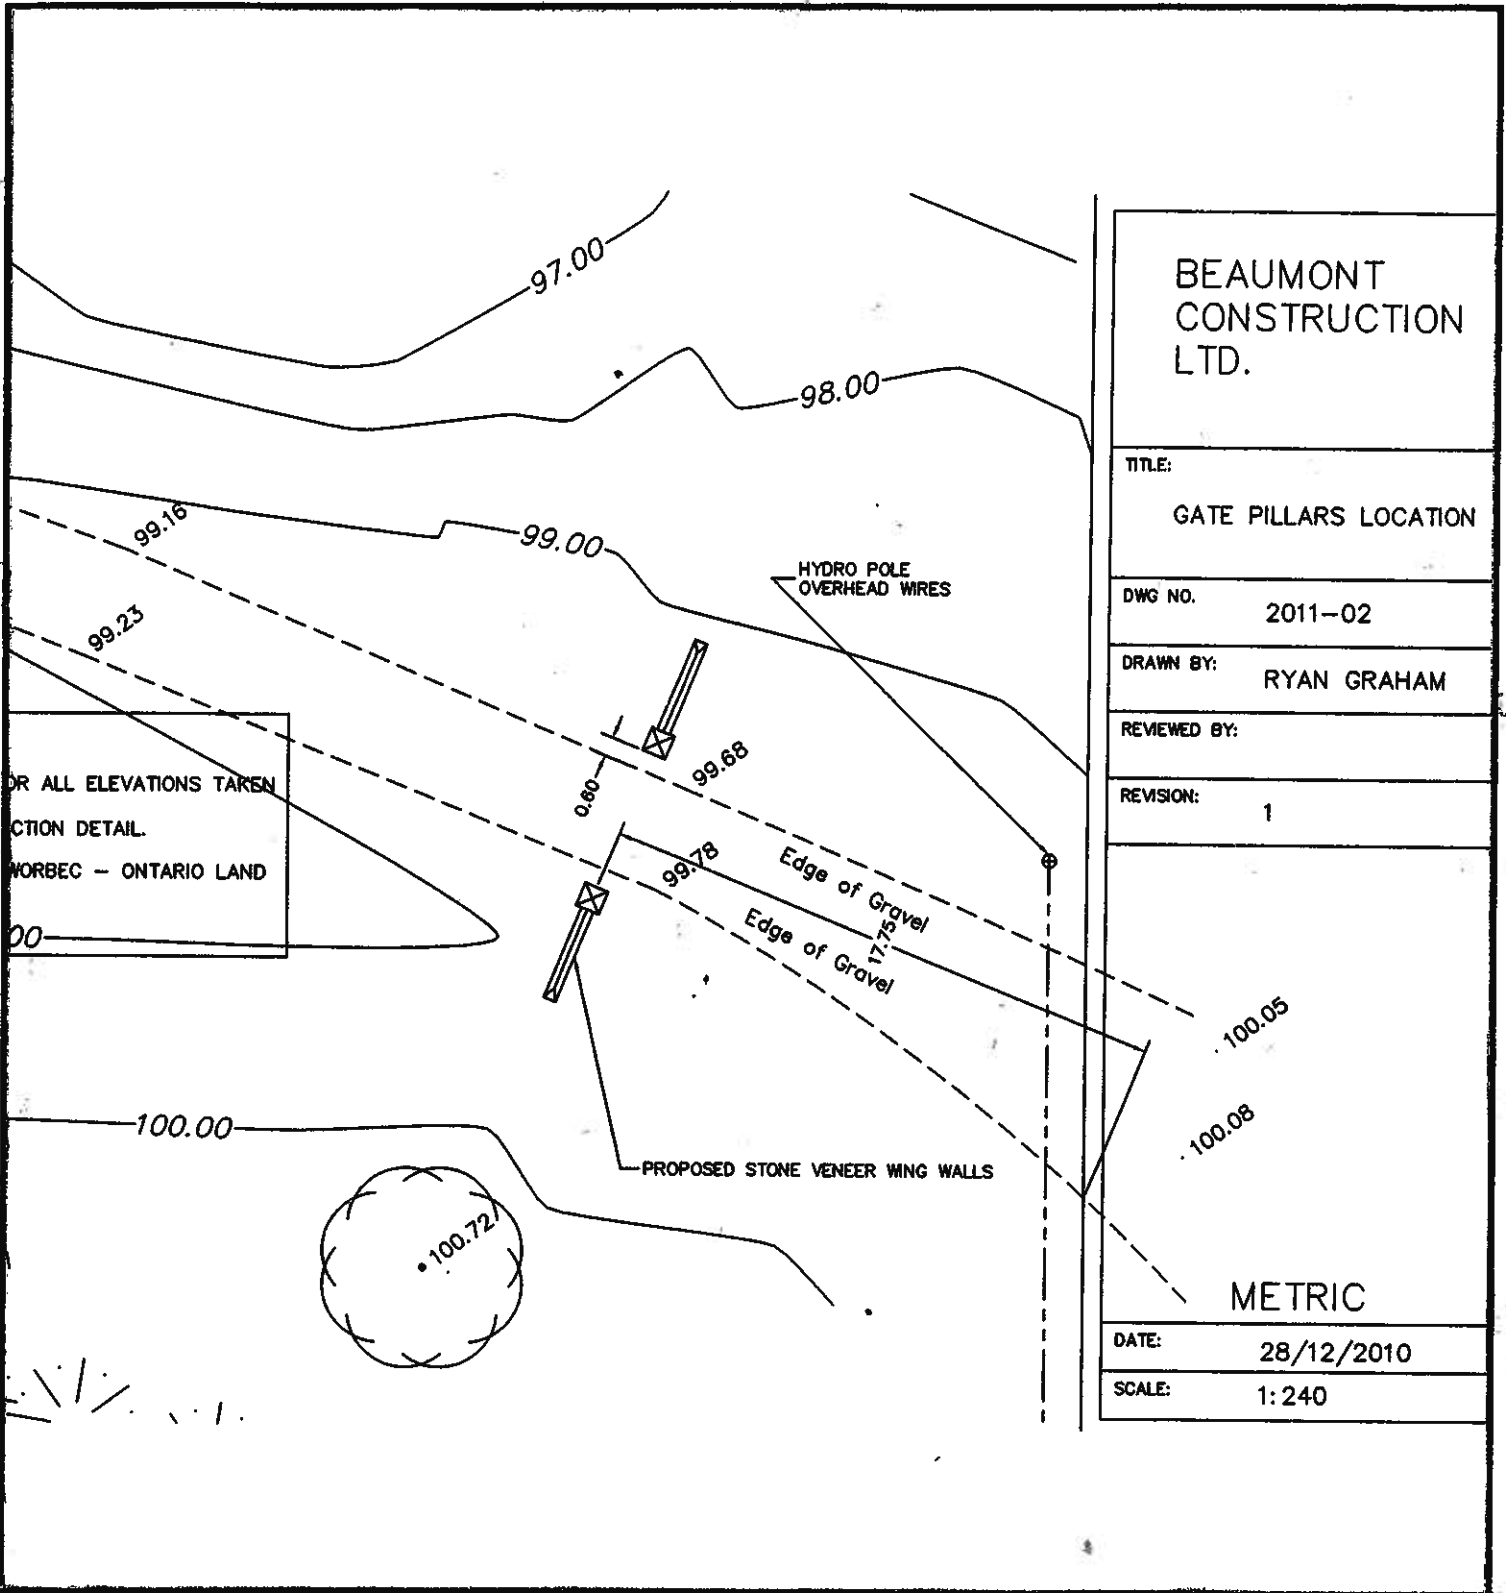 97.00
98.00
99.00
99.16
99.23
HYDRO POLE
OVERHEAD WIRES
99.68
0.60
99.78
Edge of Gravel
Edge of Gravel
17.75
OR ALL ELEVATIONS TAKEN
CTION DETAIL.
WORBEC - ONTARIO LAND
00
100.05
100.08
100.00
PROPOSED STONE VENEER WING WALLS
100.72
BEAUMONT
CONSTRUCTION
LTD.
TITLE:
GATE PILLARS LOCATION
DWG NO. 2011-02
DRAWN BY: RYAN GRAHAM
REVIEWED BY:
REVISION: 1
METRIC
DATE: 28/12/2010
SCALE: 1:240